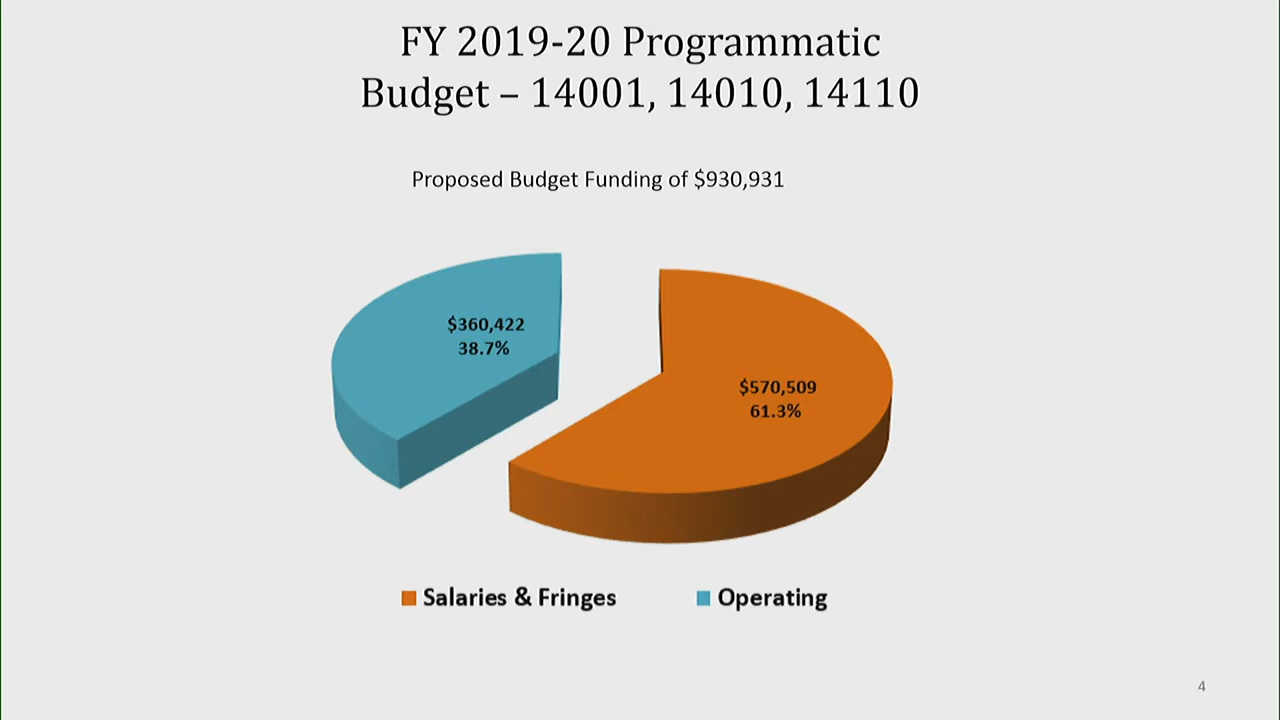 FY 2019-20 Programmatic
Budget – 14001, 14010, 14110
Proposed Budget Funding of $930,931
$360,422
38.7%
$570,509
61.3%
Salaries & Fringes
Operating
4